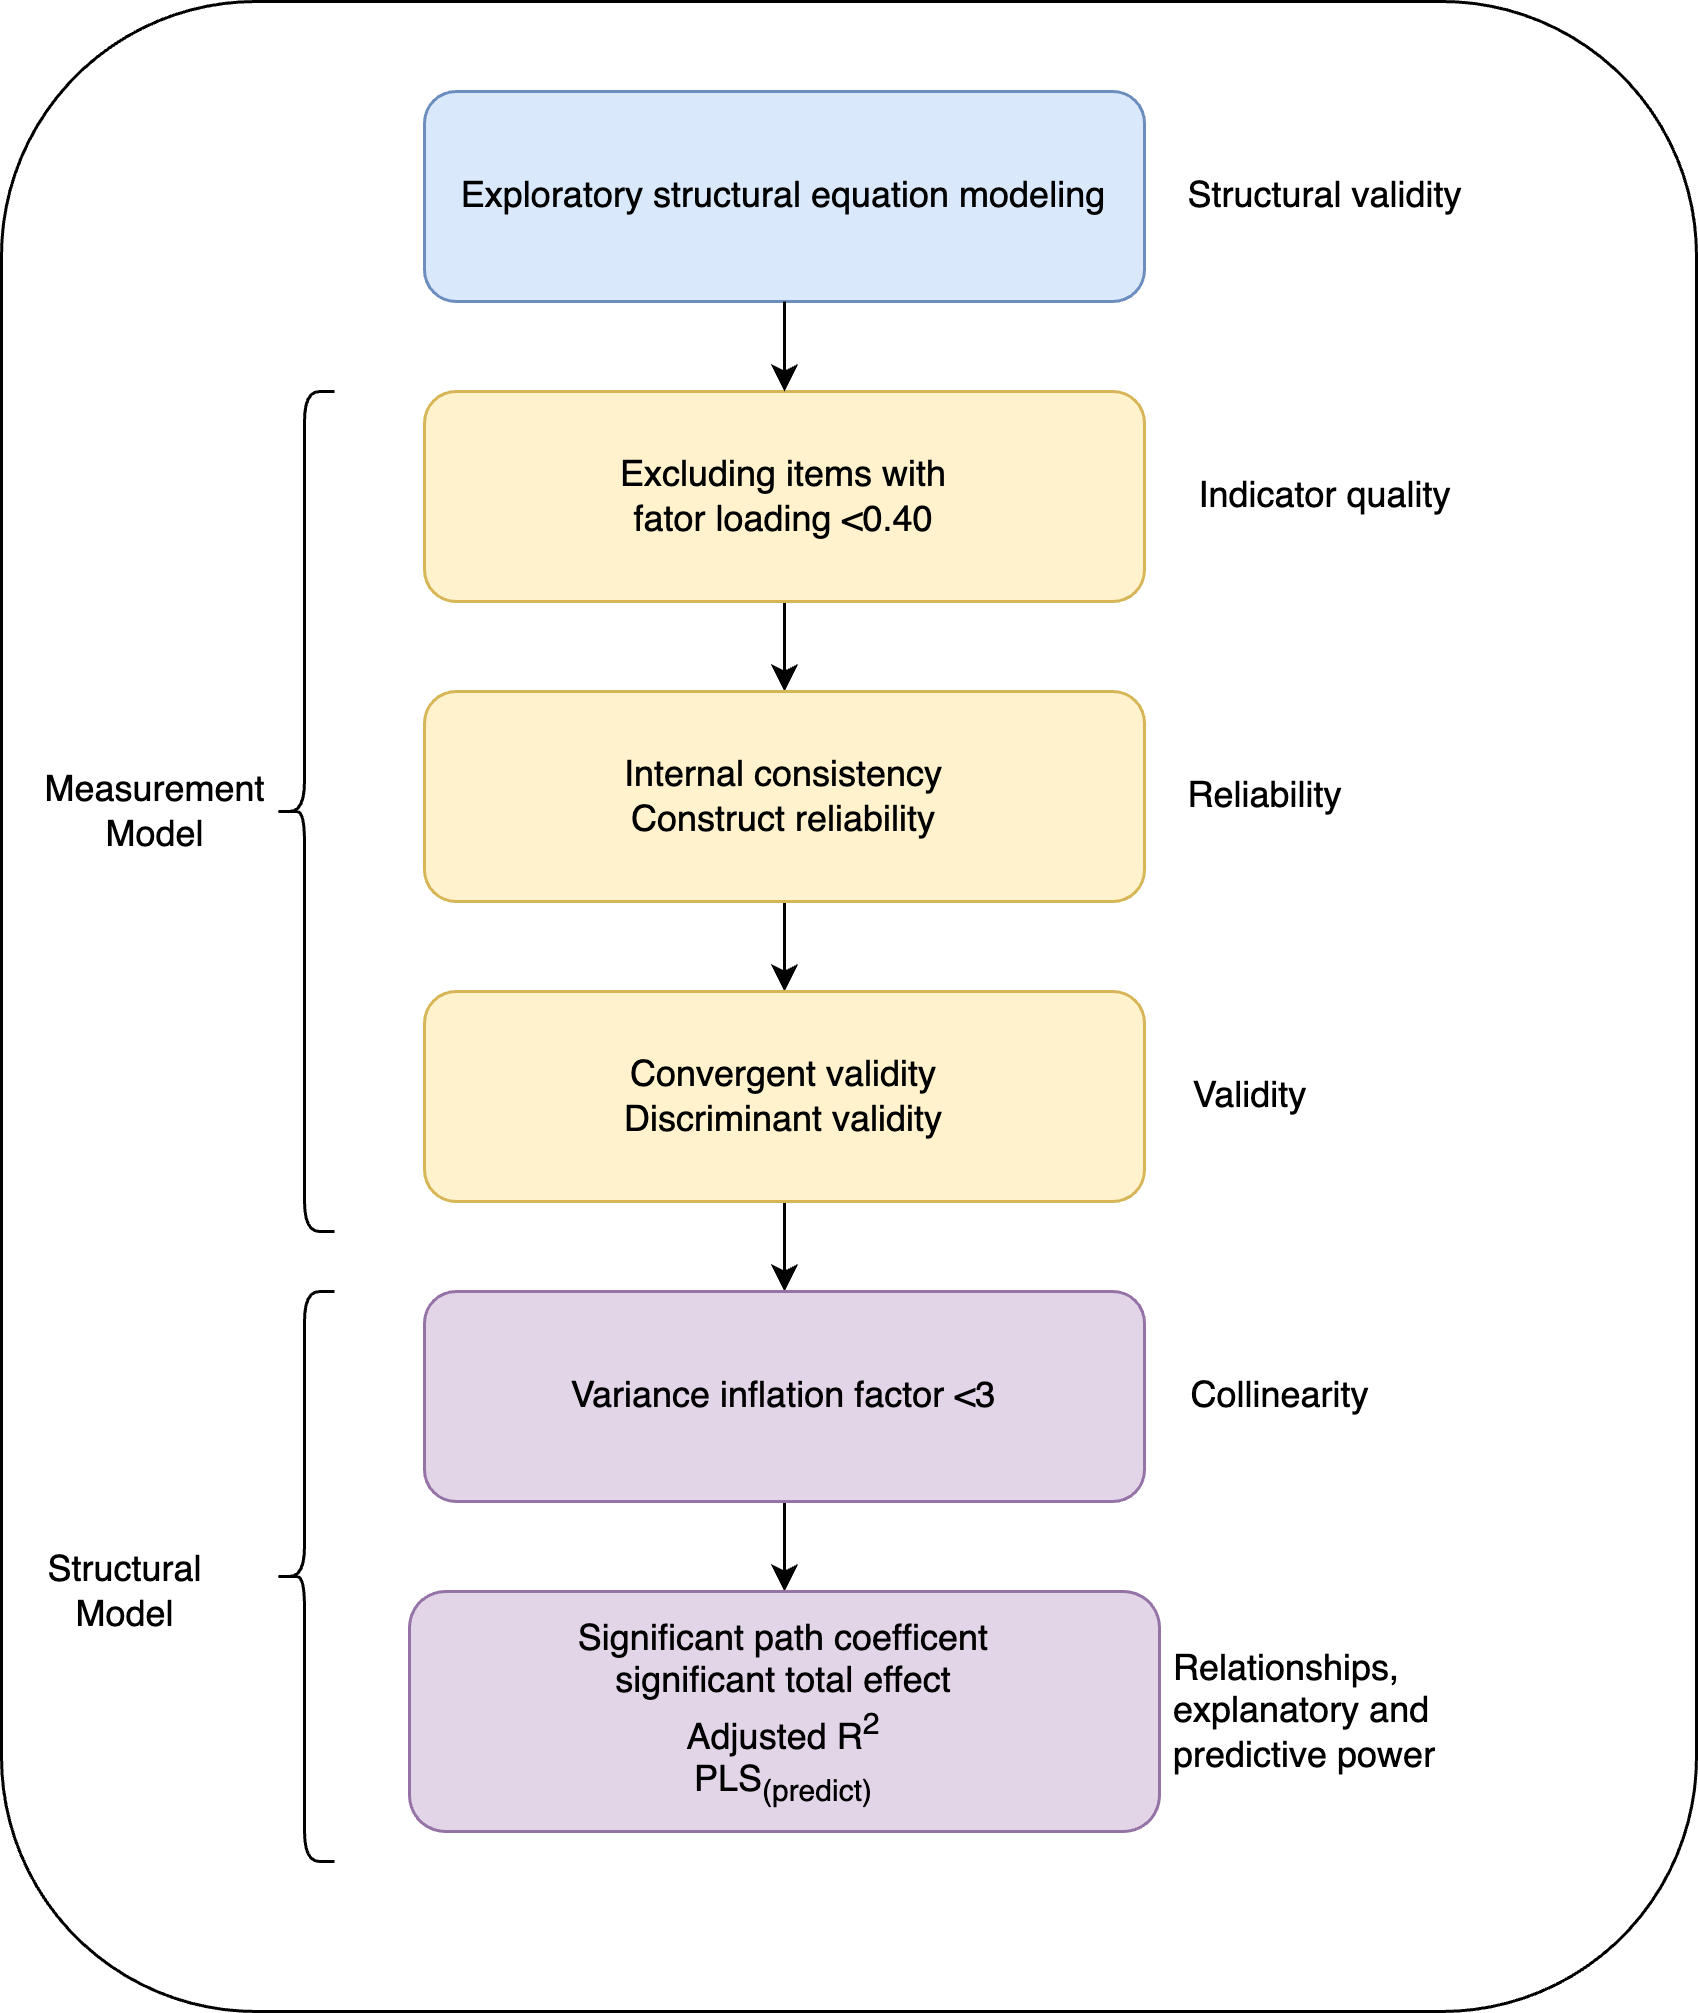 Exploratory structural equation modeling
Structural validity
Excluding items with
fator loading <0.40
Indicator quality
Measurement
Model
Internal consistency
Construct reliability
Reliability
Convergent validity
Discriminant validity
Validity
Variance inflation factor <3
Collinearity
Structural
Model
Significant path coefficent
significant total effect
Adjusted R²
PLS(predict)
Relationships,
explanatory and
predictive power